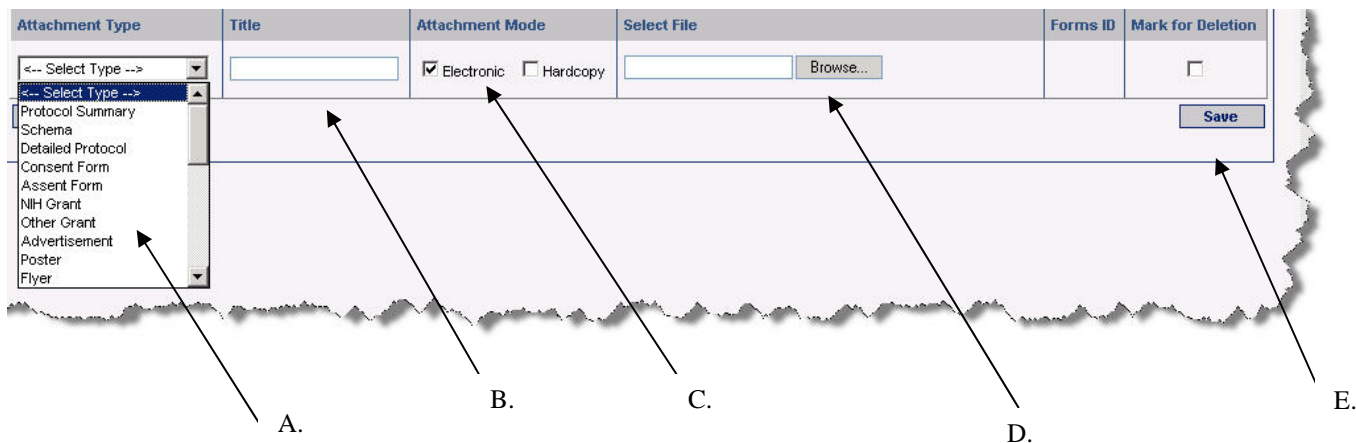 Attachment Type Title Attachment Mode Select File Forms ID Mark for Deletion
<-- Select Type --> Electronic Hardcopy Browse...
<-- Select Type -->
Protocol Summary
Save
Schema
Detailed Protocol
Consent Form
Assent Form
NIH Grant
Other Grant
Advertisement
Poster
Flyer
A.
B.
C.
D.
E.